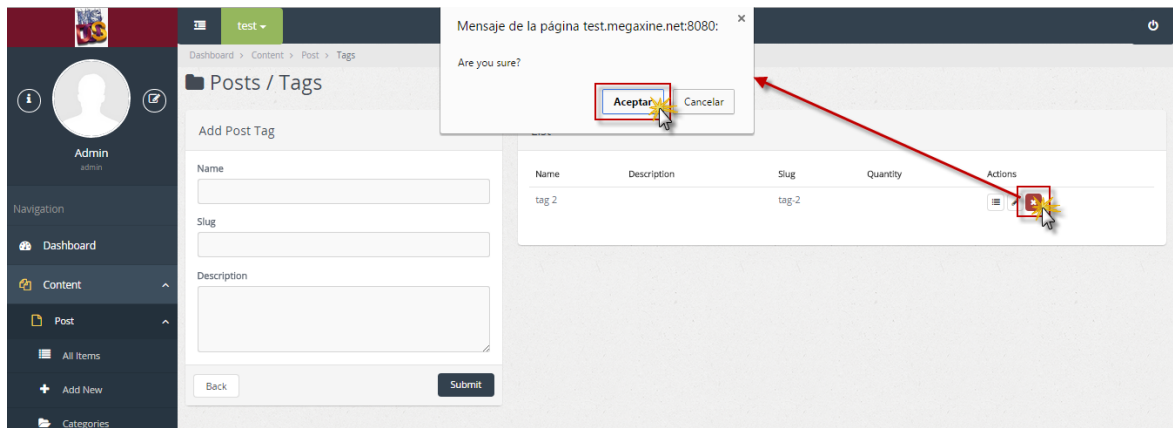 test
Mensaje de la página test.megaxine.net:8080:
Are you sure?
Aceptar
Cancelar
Admin
admin
Navigation
Dashboard
Content
Post
All Items
Add New
Categories
Dashboard > Content > Post > Tags
Posts / Tags
Add Post Tag
Name
Slug
Description
Back
Submit
List
Name Description Slug Quantity Actions
tag 2 tag-2